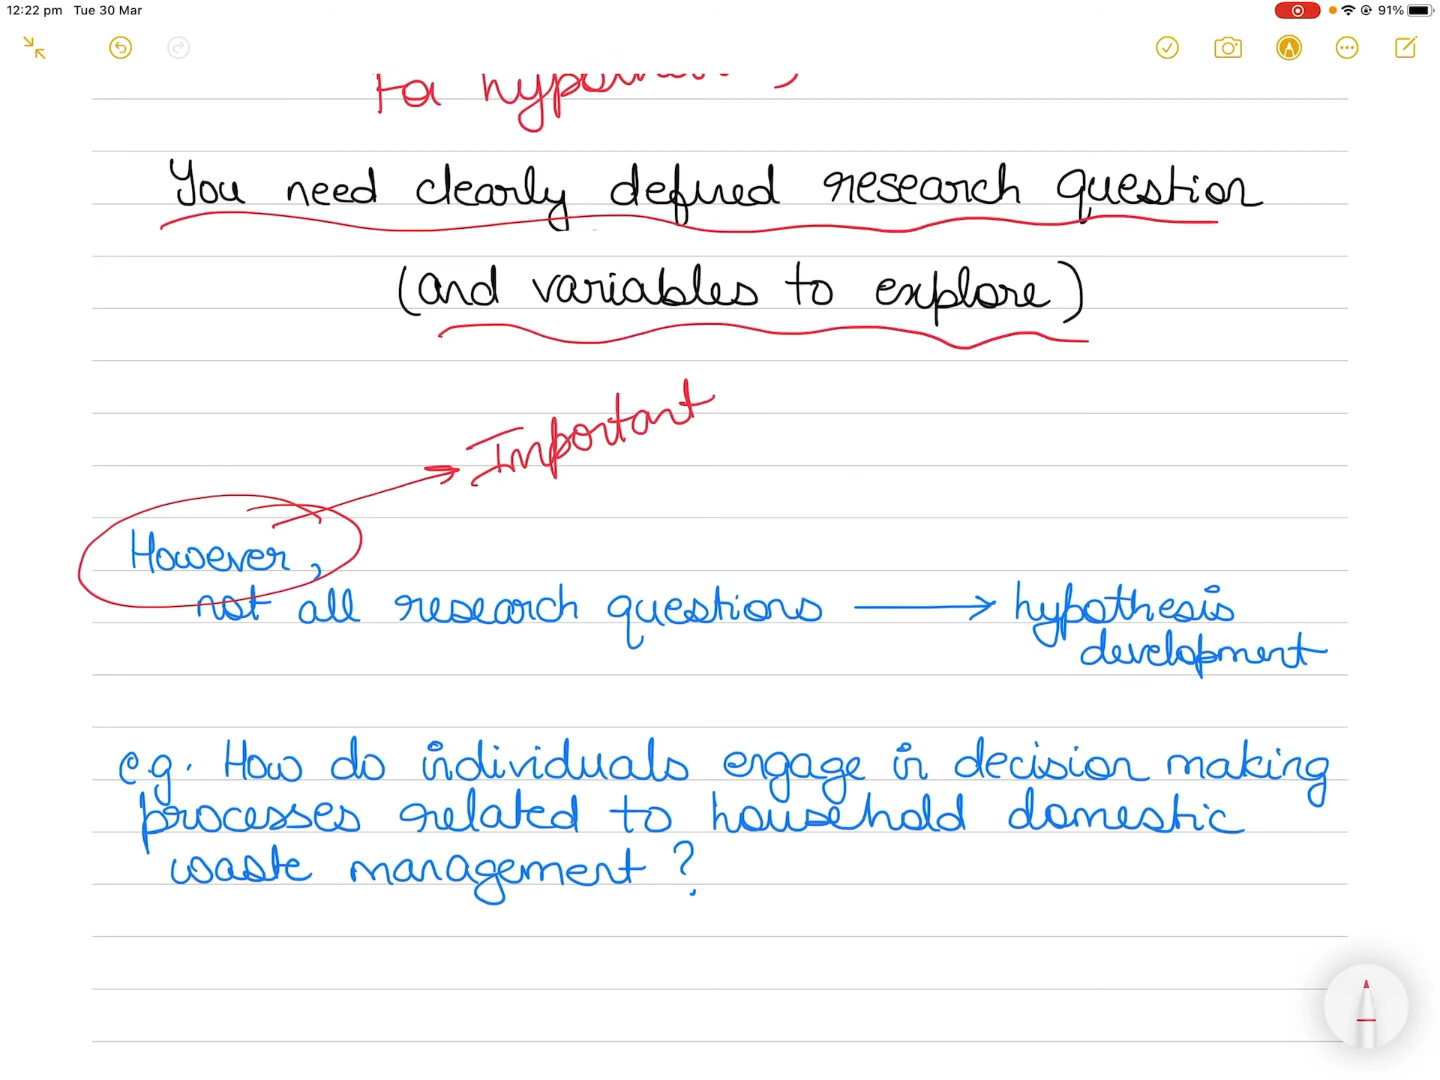 12:22 pm Tue 30 Mar
91%
You need clearly defined research question
(and variables to explore)
Important
However,
not all research questions → hypothesis
development
e.g. How do individuals engage in decision making
processes related to household domestic
waste management?